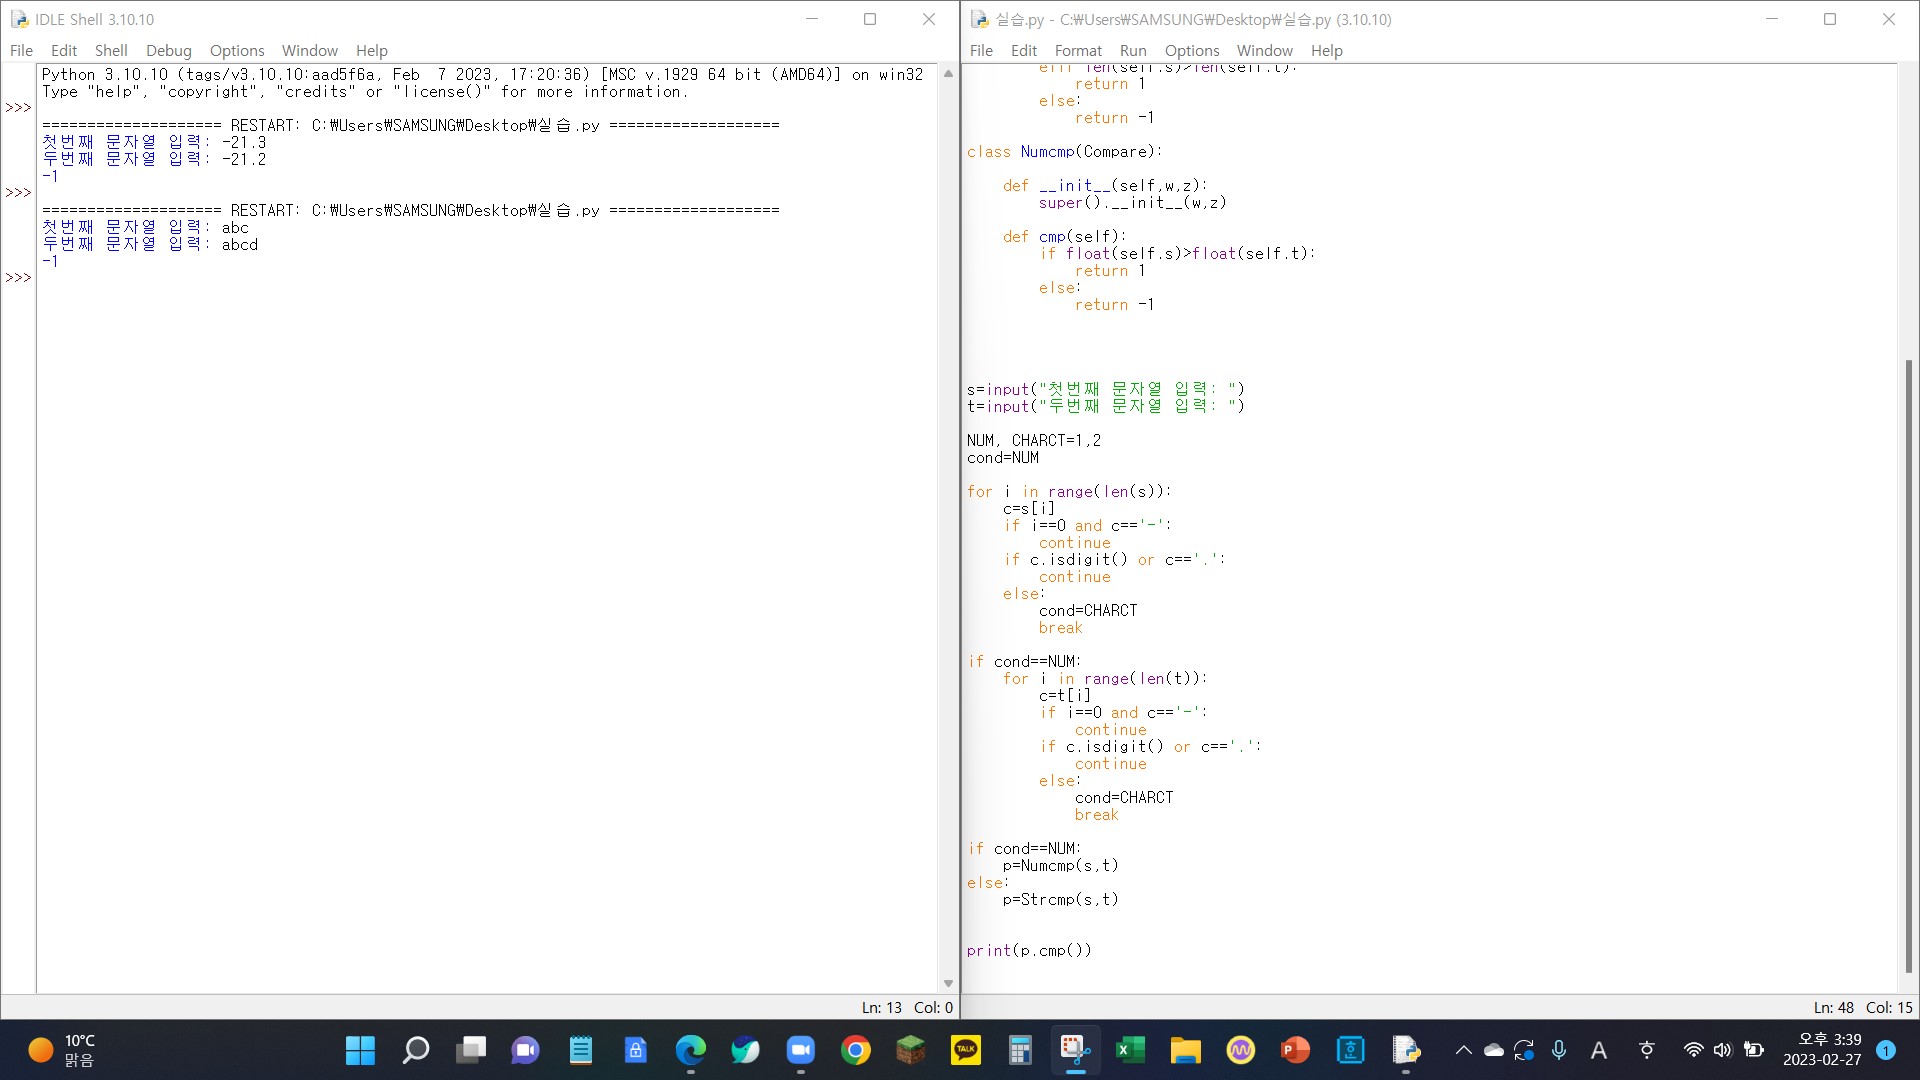 IDLE Shell 3.10.10
File Edit Shell Debug Options Window Help
Python 3.10.10 (tags/v3.10.10:aad5f6a, Feb  7 2023, 17:20:36) [MSC v.1929 64 bit (AMD64)] on win32
Type "help", "copyright", "credits" or "license()" for more information.
>>>
==================== RESTART: C:₩Users₩SAMSUNG₩Desktop₩실습.py ===================
첫번째 문자열 입력: -21.3
두번째 문자열 입력: -21.2
-1
>>>
==================== RESTART: C:₩Users₩SAMSUNG₩Desktop₩실습.py ===================
첫번째 문자열 입력: abc
두번째 문자열 입력: abcd
-1
>>>
Ln: 13 Col: 0
실습.py - C:₩Users₩SAMSUNG₩Desktop₩실습.py (3.10.10)
File Edit Format Run Options Window Help
        elif len(self.s)>len(self.t):
            return 1
        else:
            return -1
class Numcmp(Compare):
    def __init__(self,w,z):
        super().__init__(w,z)
    def cmp(self):
        if float(self.s)>float(self.t):
            return 1
        else:
            return -1
s=input("첫번째 문자열 입력: ")
t=input("두번째 문자열 입력: ")
NUM, CHARCT=1,2
cond=NUM
for i in range(len(s)):
    c=s[i]
    if i==0 and c=='-':
        continue
    if c.isdigit() or c=='.':
        continue
    else:
        cond=CHARCT
        break
if cond==NUM:
    for i in range(len(t)):
        c=t[i]
        if i==0 and c=='-':
            continue
        if c.isdigit() or c=='.':
            continue
        else:
            cond=CHARCT
            break
if cond==NUM:
    p=Numcmp(s,t)
else:
    p=Strcmp(s,t)
print(p.cmp())
Ln: 48 Col: 15
10°C
맑음
TALK
A
오후 3:39
2023-02-27
1